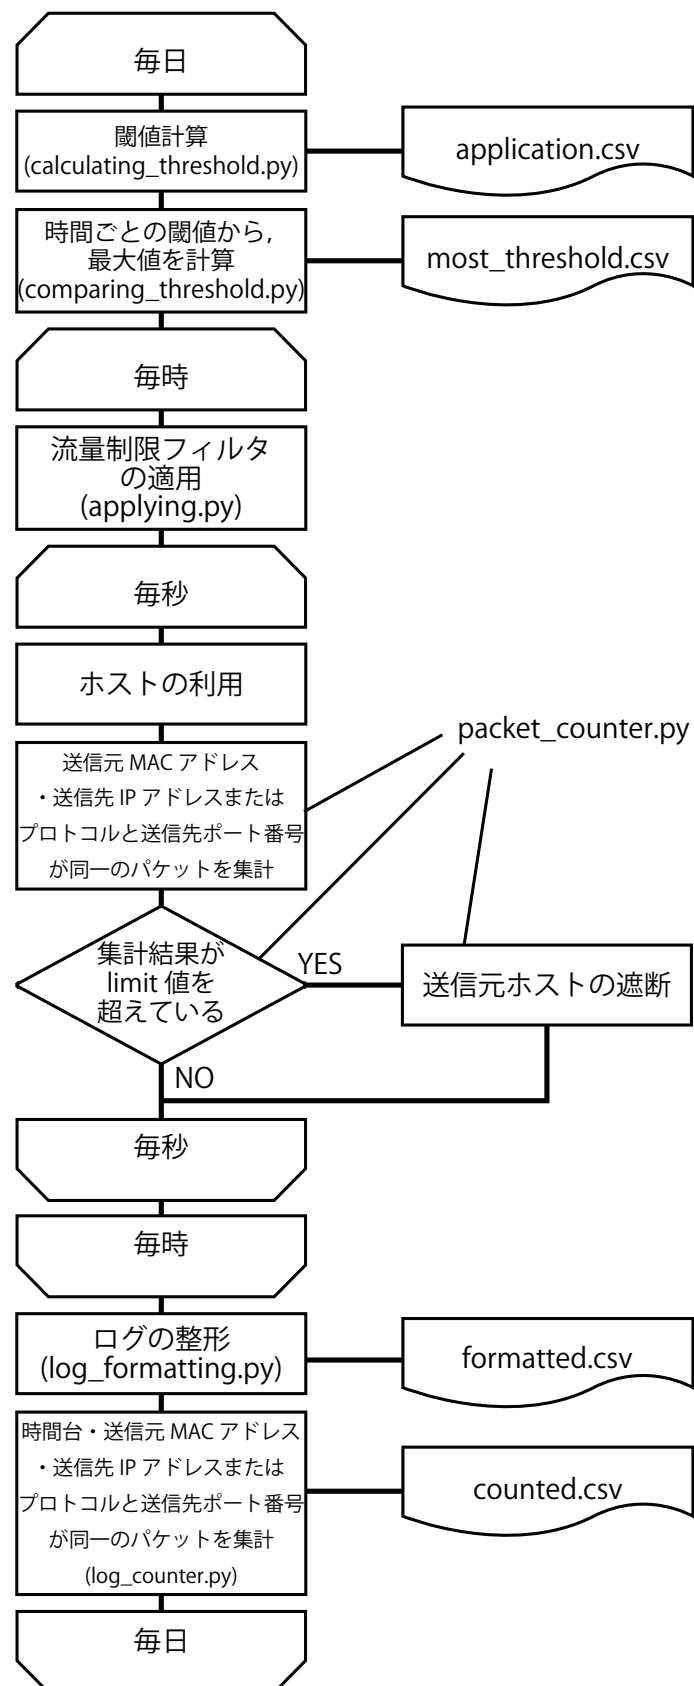 毎日
閾値計算
(calculating_threshold.py)
application.csv
時間ごとの閾値から,
最大値を計算
(comparing_threshold.py)
most_threshold.csv
毎時
流量制限フィルタ
の適用
(applying.py)
毎秒
ホストの利用
packet_counter.py
送信元 MAC アドレス
・送信先 IP アドレスまたは
プロトコルと送信先ポート番号
が同一のパケットを集計
集計結果が
limit 値を
超えている
YES
送信元ホストの遮断
NO
毎秒
毎時
ログの整形
(log_formatting.py)
formatted.csv
時間台・送信元 MAC アドレス
・送信先 IP アドレスまたは
プロトコルと送信先ポート番号
が同一のパケットを集計
(log_counter.py)
counted.csv
毎日